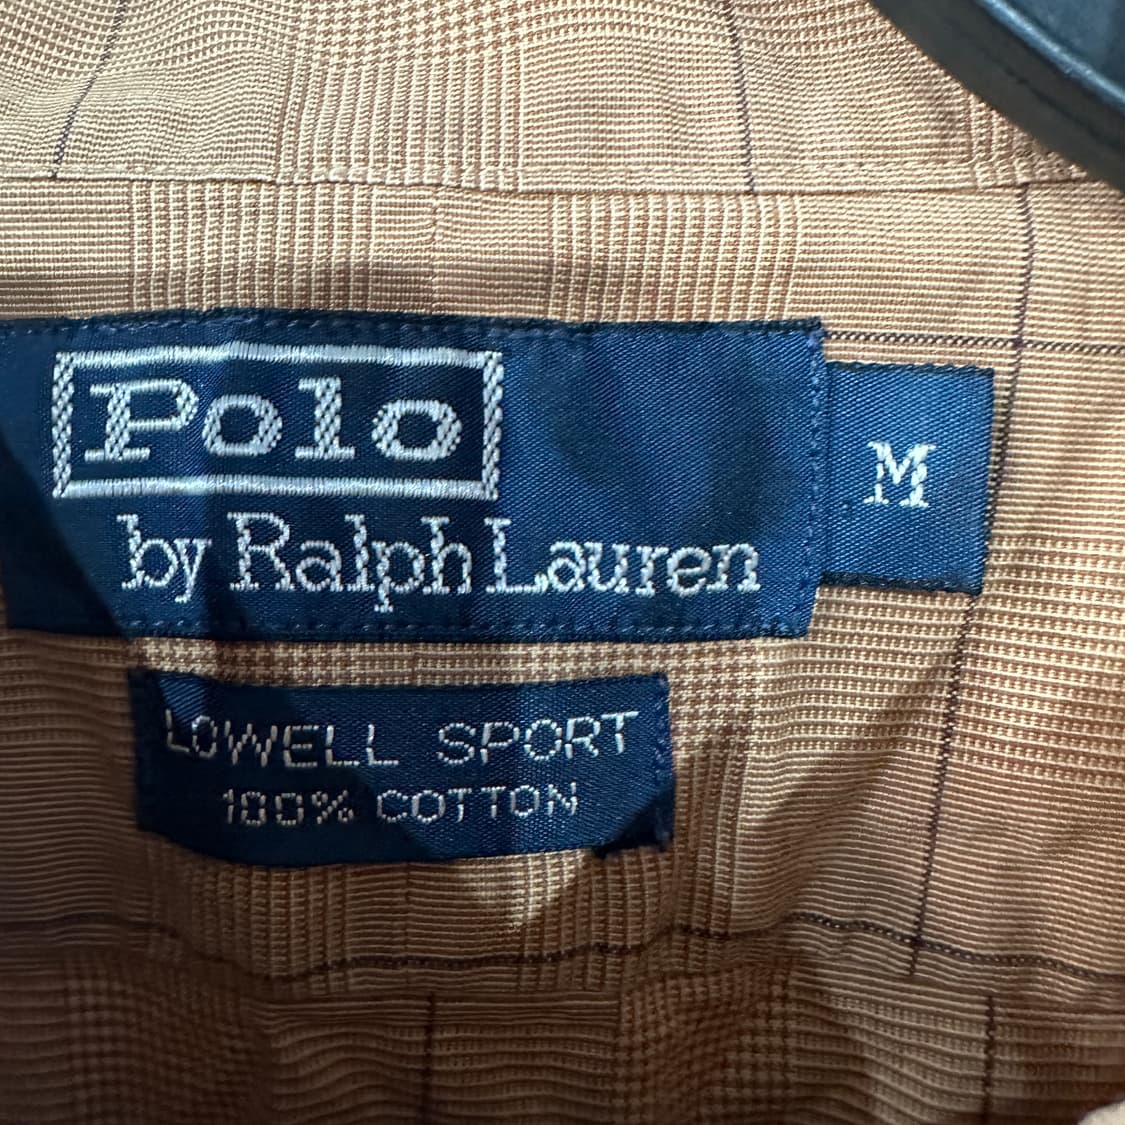 Polo
by Ralph Lauren
M
LOWELL SPORT
100% COTTON